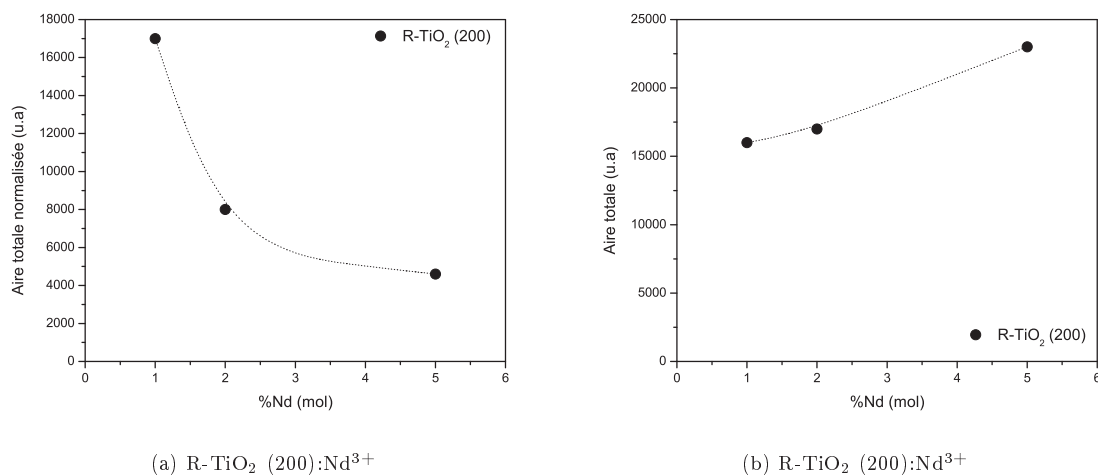 18000
16000
14000
12000
10000
8000
6000
4000
2000
0
Aire totale normalisée (u.a)
R-TiO₂ (200)
0 1 2 3 4 5 6
%Nd (mol)
(a) R-TiO₂ (200):Nd³⁺
25000
20000
15000
10000
5000
0
Aire totale (u.a)
R-TiO₂ (200)
0 1 2 3 4 5 6
%Nd (mol)
(b) R-TiO₂ (200):Nd³⁺